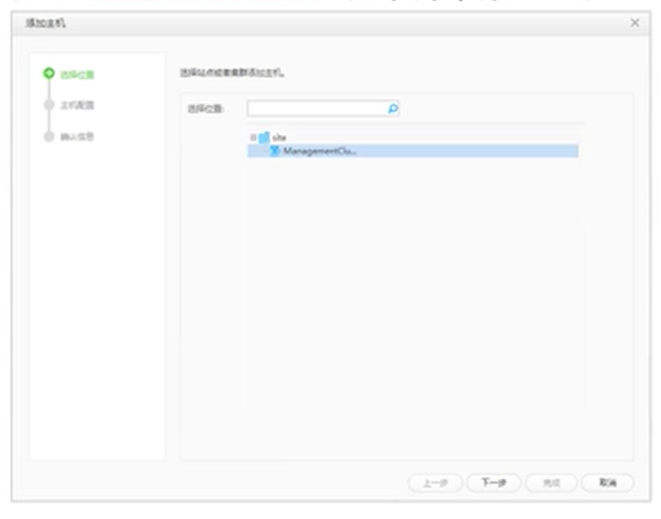 添加主机
选择位置
主机配置
确认信息
选择站点或者集群添加主机。
选择位置:
site
ManagementClu...
上一步
下一步
完成
取消